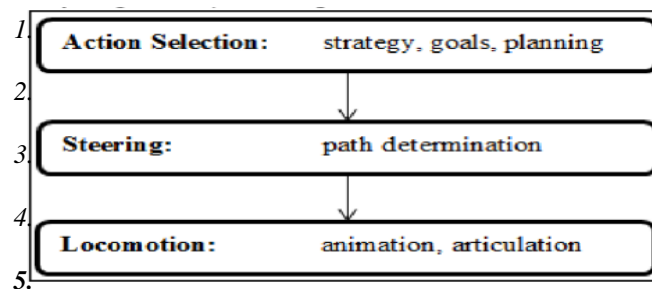 1.
Action Selection: strategy, goals, planning
2.
Steering: path determination
3.
4.
Locomotion: animation, articulation
5.